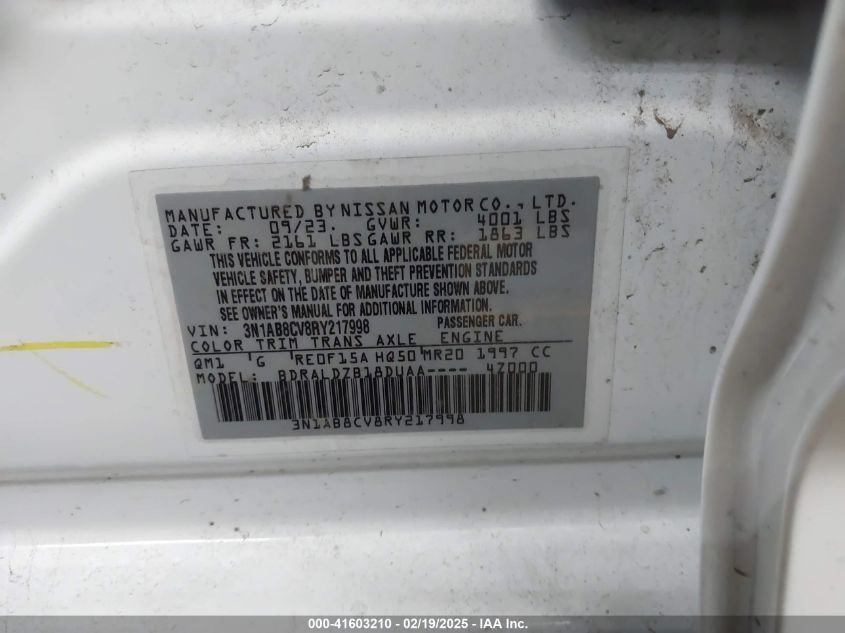 MANUFACTURED BY NISSAN MOTOR CO., LTD.
DATE: 09/23. GVWR: 4001 LBS
GAWR FR: 2161 LBS GAWR RR: 1863 LBS
THIS VEHICLE CONFORMS TO ALL APPLICABLE FEDERAL MOTOR
VEHICLE SAFETY, BUMPER AND THEFT PREVENTION STANDARDS
IN EFFECT ON THE DATE OF MANUFACTURE SHOWN ABOVE.
SEE OWNER'S MANUAL FOR ADDITIONAL INFORMATION.
VIN: 3N1AB8CV8RY217998 PASSENGER CAR.
COLOR TRIM TRANS AXLE ENGINE
QM1 'G 'RE0F15A HQ50'MR20 1997 CC
MODEL: BDRALDZB18DUAA---- 4Z000
3N1AB8CV8RY217998
000-41603210 - 02/19/2025 - IAA Inc.